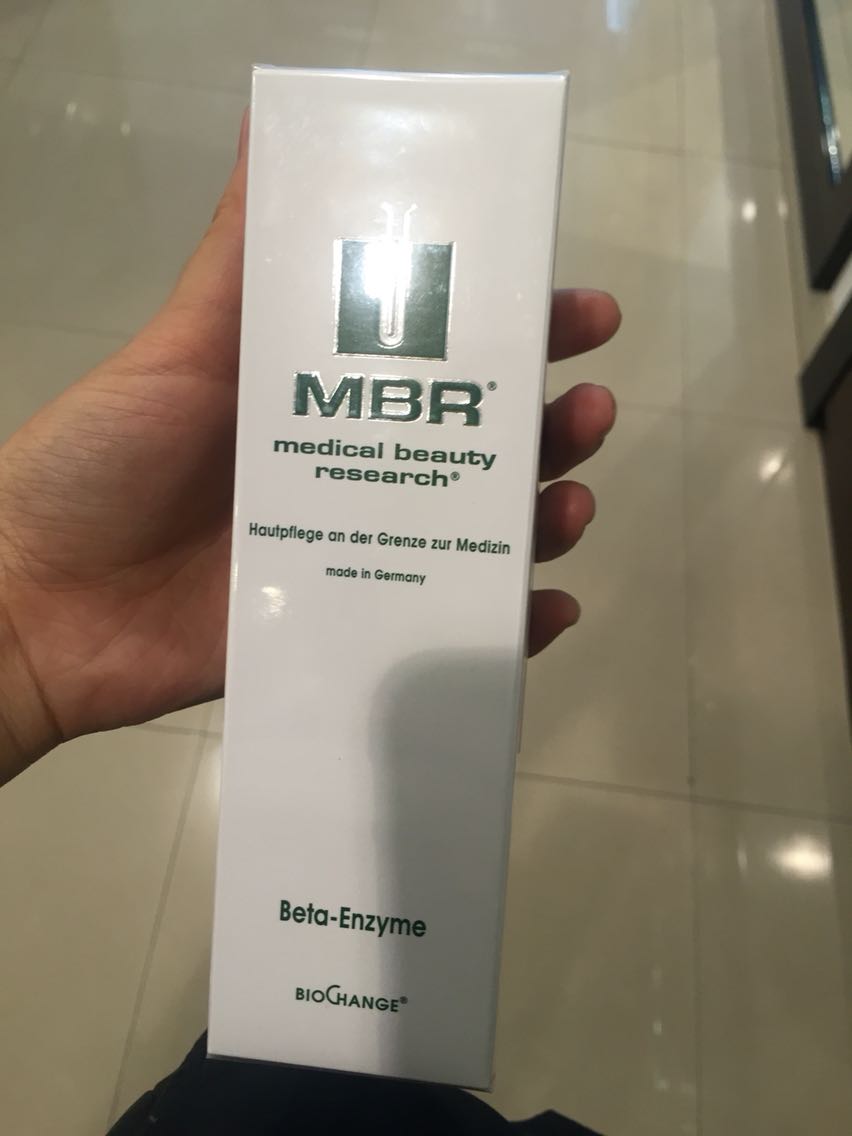 MBR®
medical beauty
research®
Hautpflege an der Grenze zur Medizin
made in Germany
Beta-Enzyme
BIOCHANGE®